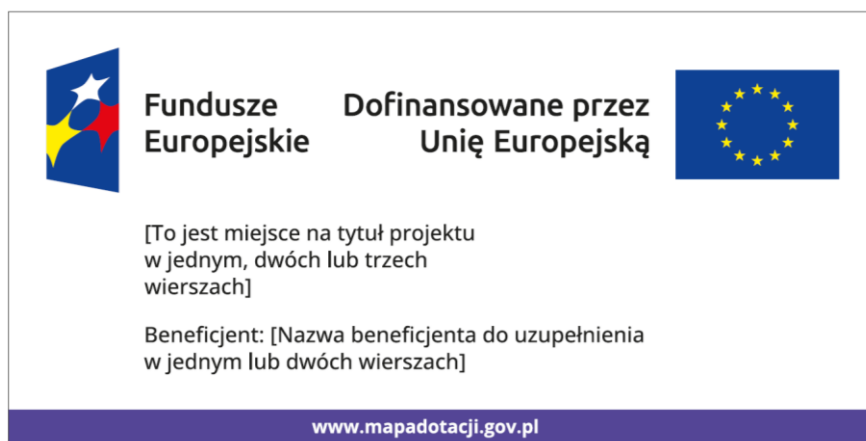 Fundusze
Europejskie
Dofinansowane przez
Unię Europejską
[To jest miejsce na tytuł projektu
w jednym, dwóch lub trzech
wierszach]
Beneficjent: [Nazwa beneficjenta do uzupełnienia
w jednym lub dwóch wierszach]
www.mapadotacji.gov.pl